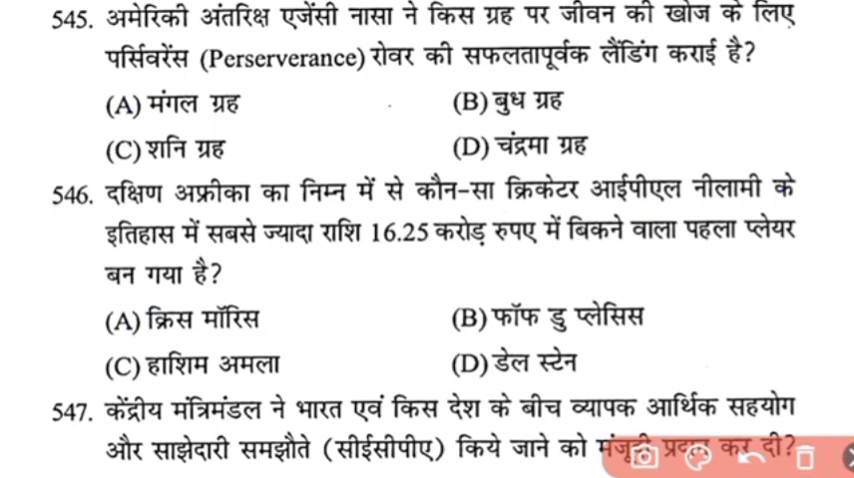 545. अमेरिकी अंतरिक्ष एजेंसी नासा ने किस ग्रह पर जीवन की खोज के लिए
पर्सिवरेंस (Perserverance) रोवर की सफलतापूर्वक लैंडिंग कराई है?
(A) मंगल ग्रह (B) बुध ग्रह
(C) शनि ग्रह (D) चंद्रमा ग्रह
546. दक्षिण अफ्रीका का निम्न में से कौन-सा क्रिकेटर आईपीएल नीलामी के
इतिहास में सबसे ज्यादा राशि 16.25 करोड़ रुपए में बिकने वाला पहला प्लेयर
बन गया है?
(A) क्रिस मॉरिस (B) फॉफ डु प्लेसिस
(C) हाशिम अमला (D) डेल स्टेन
547. केंद्रीय मंत्रिमंडल ने भारत एवं किस देश के बीच व्यापक आर्थिक सहयोग
और साझेदारी समझौते (सीईसीपीए) किये जाने को मंजूरी प्रदान कर दी?